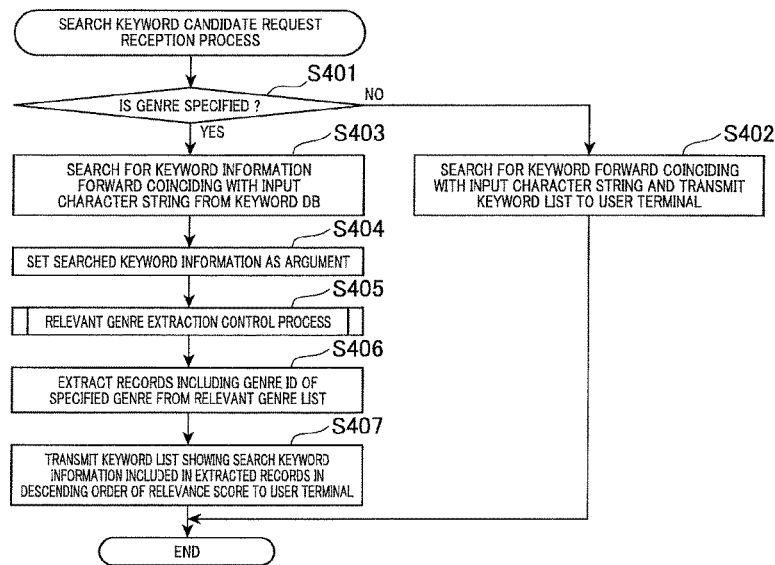 SEARCH KEYWORD CANDIDATE REQUEST
RECEPTION PROCESS
S401
IS GENRE SPECIFIED ?
NO
YES
S403
SEARCH FOR KEYWORD INFORMATION
FORWARD COINCIDING WITH INPUT
CHARACTER STRING FROM KEYWORD DB
S402
SEARCH FOR KEYWORD FORWARD COINCIDING
WITH INPUT CHARACTER STRING AND TRANSMIT
KEYWORD LIST TO USER TERMINAL
S404
SET SEARCHED KEYWORD INFORMATION AS ARGUMENT
S405
RELEVANT GENRE EXTRACTION CONTROL PROCESS
S406
EXTRACT RECORDS INCLUDING GENRE ID OF
SPECIFIED GENRE FROM RELEVANT GENRE LIST
S407
TRANSMIT KEYWORD LIST SHOWING SEARCH KEYWORD
INFORMATION INCLUDED IN EXTRACTED RECORDS IN
DESCENDING ORDER OF RELEVANCE SCORE TO USER TERMINAL
END